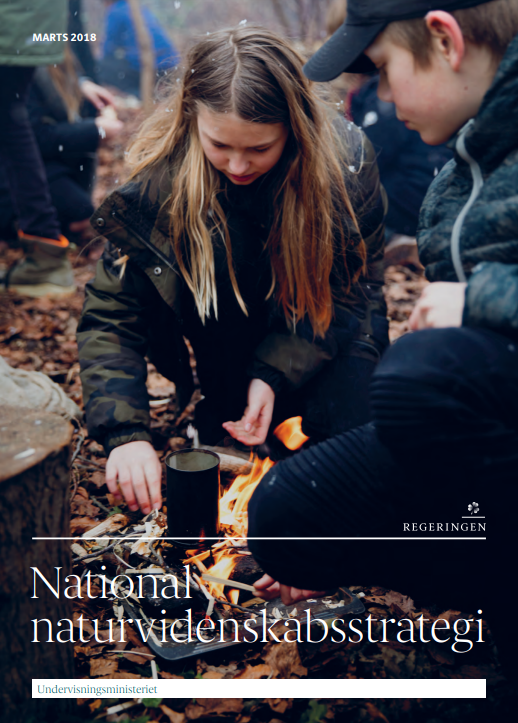 MARTS 2018
REGERINGEN
National
naturvidenskabsstrategi
Undervisningsministeriet